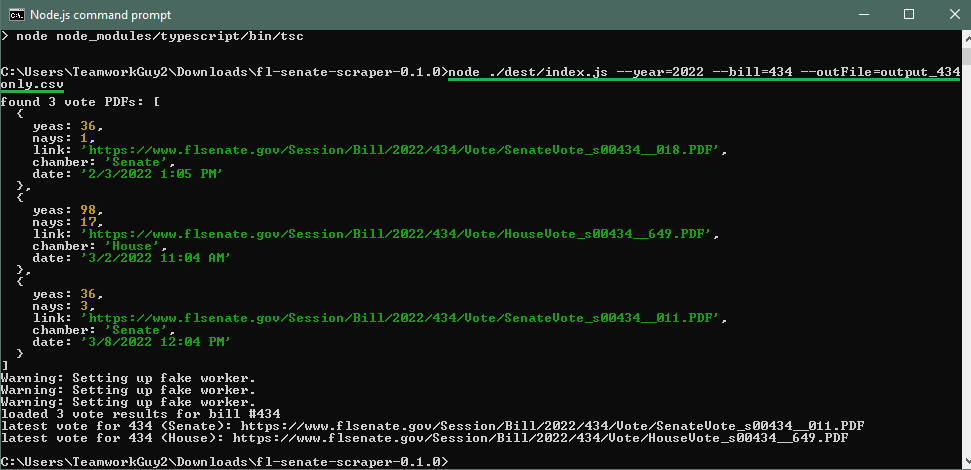 Node.js command prompt
> node node_modules/typescript/bin/tsc
C:\Users\TeamworkGuy2\Downloads\fl-senate-scraper-0.1.0>node ./dest/index.js --year=2022 --bill=434 --outFile=output_434
only.csv
found 3 vote PDFs: [
  {
    yeas: 36,
    nays: 1,
    link: 'https://www.flsenate.gov/Session/Bill/2022/434/Vote/SenateVote_s00434__018.PDF',
    chamber: 'Senate',
    date: '2/3/2022 1:05 PM'
  },
  {
    yeas: 98,
    nays: 17,
    link: 'https://www.flsenate.gov/Session/Bill/2022/434/Vote/HouseVote_s00434__649.PDF',
    chamber: 'House',
    date: '3/2/2022 11:04 AM'
  },
  {
    yeas: 36,
    nays: 3,
    link: 'https://www.flsenate.gov/Session/Bill/2022/434/Vote/SenateVote_s00434__011.PDF',
    chamber: 'Senate',
    date: '3/8/2022 12:04 PM'
  }
]
Warning: Setting up fake worker.
Warning: Setting up fake worker.
Warning: Setting up fake worker.
loaded 3 vote results for bill #434
latest vote for 434 (Senate): https://www.flsenate.gov/Session/Bill/2022/434/Vote/SenateVote_s00434__011.PDF
latest vote for 434 (House): https://www.flsenate.gov/Session/Bill/2022/434/Vote/HouseVote_s00434__649.PDF
C:\Users\TeamworkGuy2\Downloads\fl-senate-scraper-0.1.0>